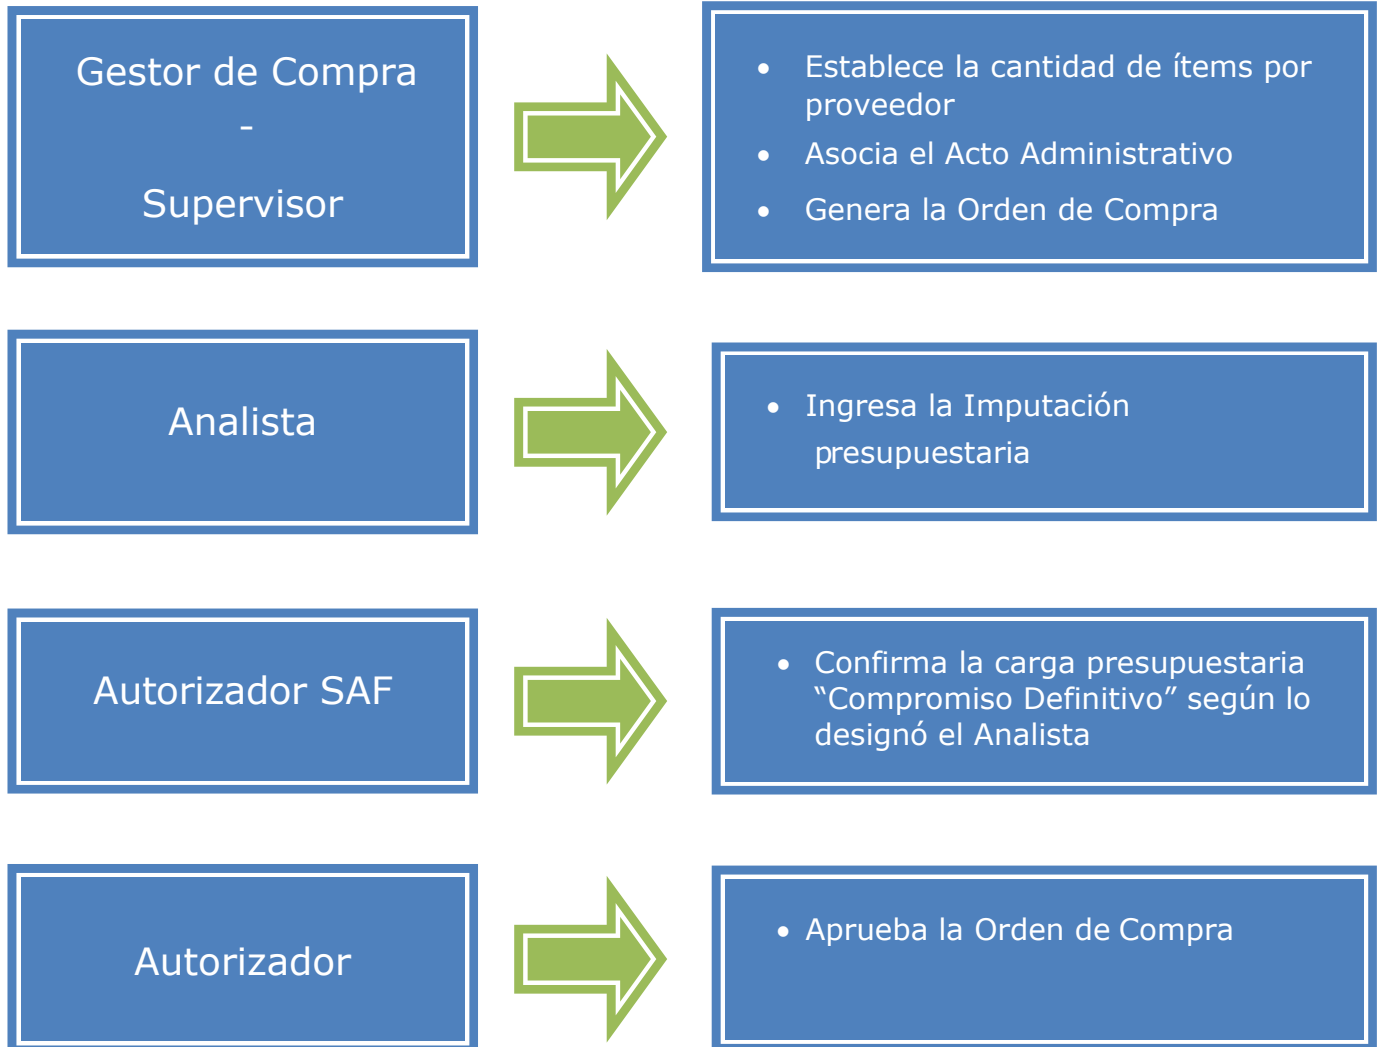 Gestor de Compra
-
Supervisor
• Establece la cantidad de ítems por
proveedor
• Asocia el Acto Administrativo
• Genera la Orden de Compra
Analista
• Ingresa la Imputación
presupuestaria
Autorizador SAF
• Confirma la carga presupuestaria
“Compromiso Definitivo” según lo
designó el Analista
Autorizador
• Aprueba la Orden de Compra